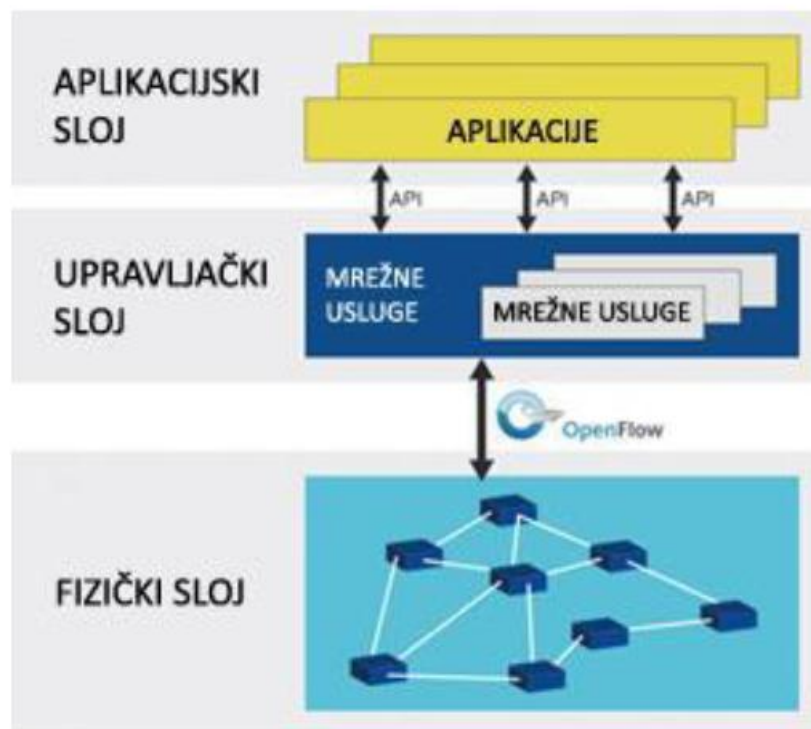 APLIKACIJSKI
SLOJ
APLIKACIJE
API
API
API
UPRAVLJAČKI
SLOJ
MREŽNE
USLUGE
MREŽNE USLUGE
OpenFlow
FIZIČKI SLOJ